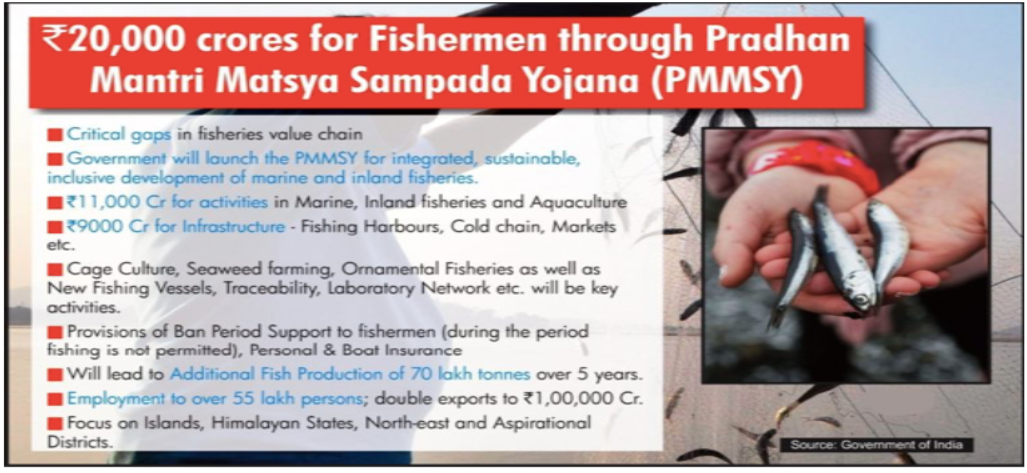 ₹20,000 crores for Fishermen through Pradhan
Mantri Matsya Sampada Yojana (PMMSY)
Critical gaps in fisheries value chain
Government will launch the PMMSY for integrated, sustainable,
inclusive development of marine and inland fisheries.
₹11,000 Cr for activities in Marine, Inland fisheries and Aquaculture
₹9000 Cr for Infrastructure - Fishing Harbours, Cold chain, Markets
etc.
Cage Culture, Seaweed farming, Ornamental Fisheries as well as
New Fishing Vessels, Traceability, Laboratory Network etc. will be key
activities.
Provisions of Ban Period Support to fishermen (during the period
fishing is not permitted), Personal & Boat Insurance
Will lead to Additional Fish Production of 70 lakh tonnes over 5 years.
Employment to over 55 lakh persons; double exports to ₹1,00,000 Cr.
Focus on Islands, Himalayan States, North-east and Aspirational
Districts.
Source: Government of India